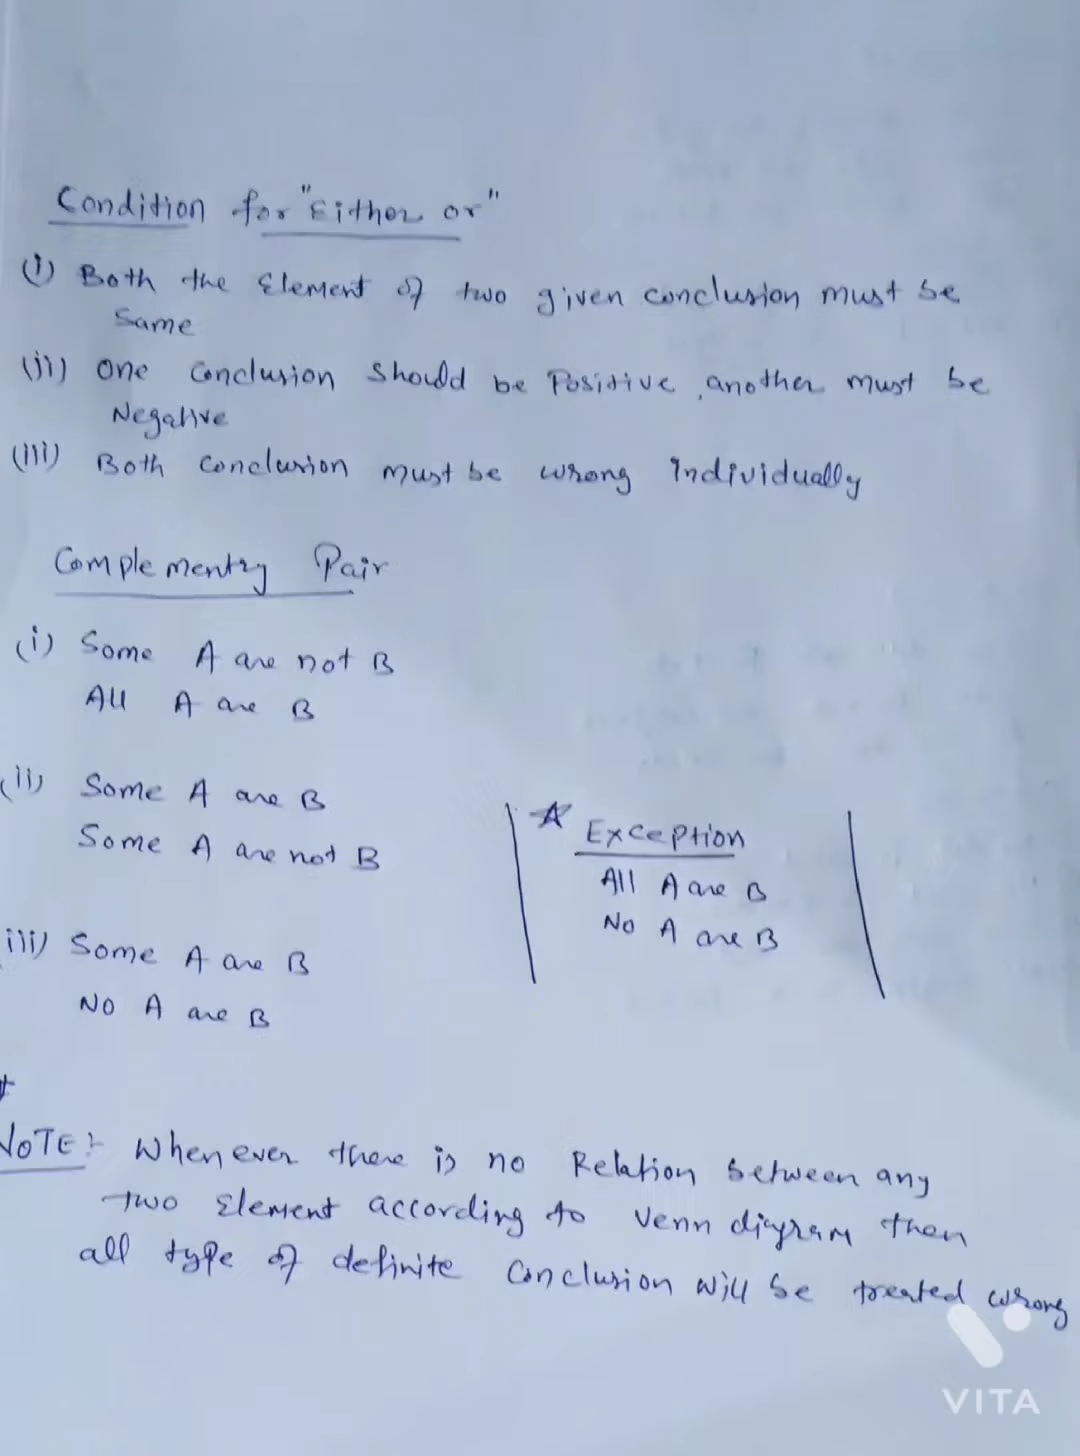 Condition for "Either or"
(i) Both the Element of two given conclusion must be
Same
(ii) One Conclusion Should be Positive, another must be
Negative
(iii) Both Conclusion must be wrong Individually
Complementry Pair
(i) Some A are not B
All A are B
(ii) Some A are B
Some A are not B
Exception
All A are B
No A are B
iii) Some A are B
No A are B
NOTE:- Whenever there is no Relation between any
two Element according to Venn diagram then
all type of definite Conclusion will be treated wrong
VITA